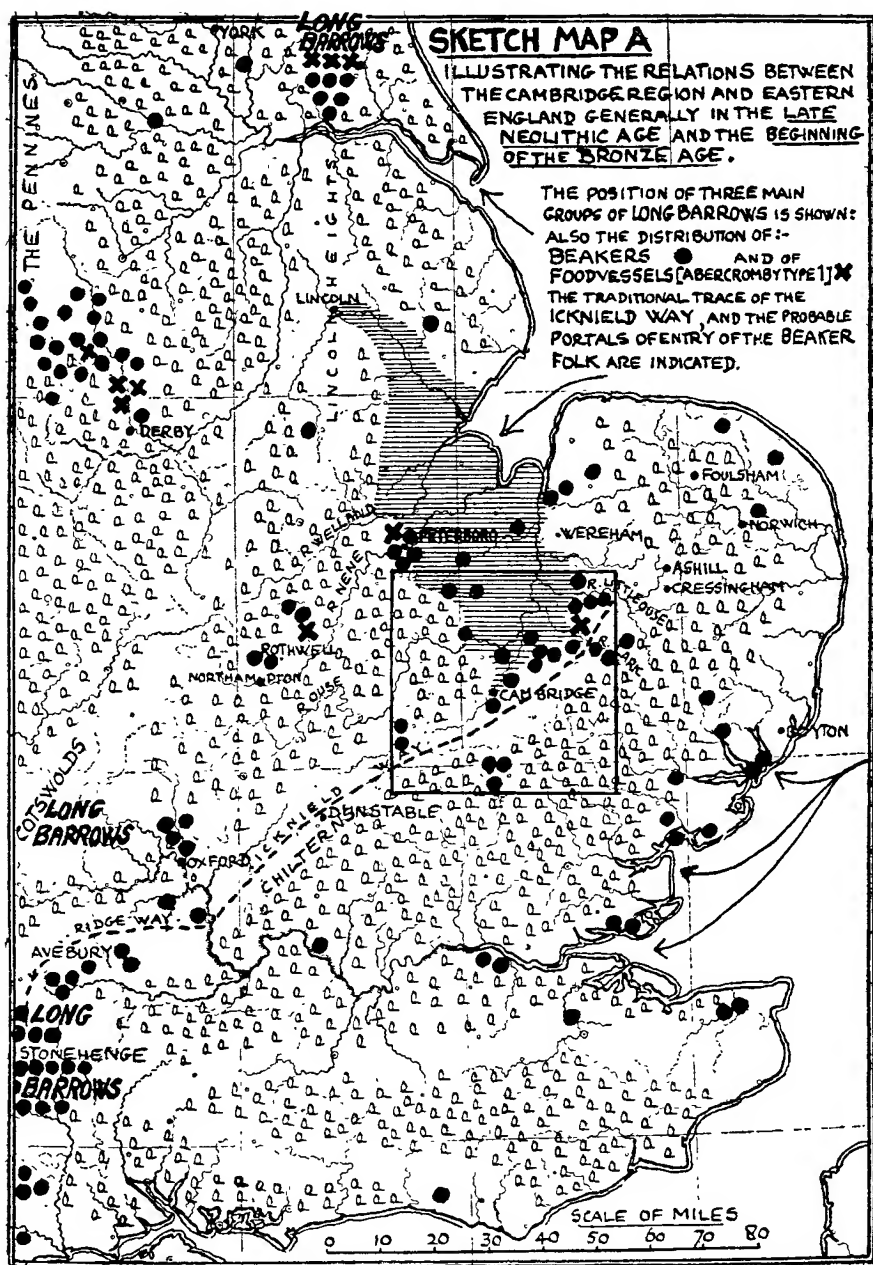 SKETCH MAP A
ILLUSTRATING THE RELATIONS BETWEEN
THE CAMBRIDGE REGION AND EASTERN
ENGLAND GENERALLY IN THE LATE
NEOLITHIC AGE AND THE BEGINNING
OF THE BRONZE AGE.
THE POSITION OF THREE MAIN
GROUPS OF LONG BARROWS IS SHOWN:
ALSO THE DISTRIBUTION OF:-
BEAKERS AND OF
FOODVESSELS [ABERCROMBY TYPE 1]
THE TRADITIONAL TRACE OF THE
ICKNIELD WAY, AND THE PROBABLE
PORTALS OF ENTRY OF THE BEAKER
FOLK ARE INDICATED.
YORK
LONG
BARROWS
THE PENNINES
LINCOLN HEIGHTS
LINCOLN
DERBY
FOULSHAM
NORWICH
R. WELLAND
PETERBORO
WEREHAM
R. NENE
ASHILL
CRESSINGHAM
R. LITTLE OUSE
R. LARK
ROTHWELL
NORTHAMPTON
R. OUSE
CAMBRIDGE
BOYTON
COTSWOLDS
LONG
BARROWS
OXFORD
ICKNIELD WAY
DUNSTABLE
CHILTERN
RIDGE WAY
AVEBURY
LONG
STONEHENGE
BARROWS
SCALE OF MILES
0 10 20 30 40 50 60 80